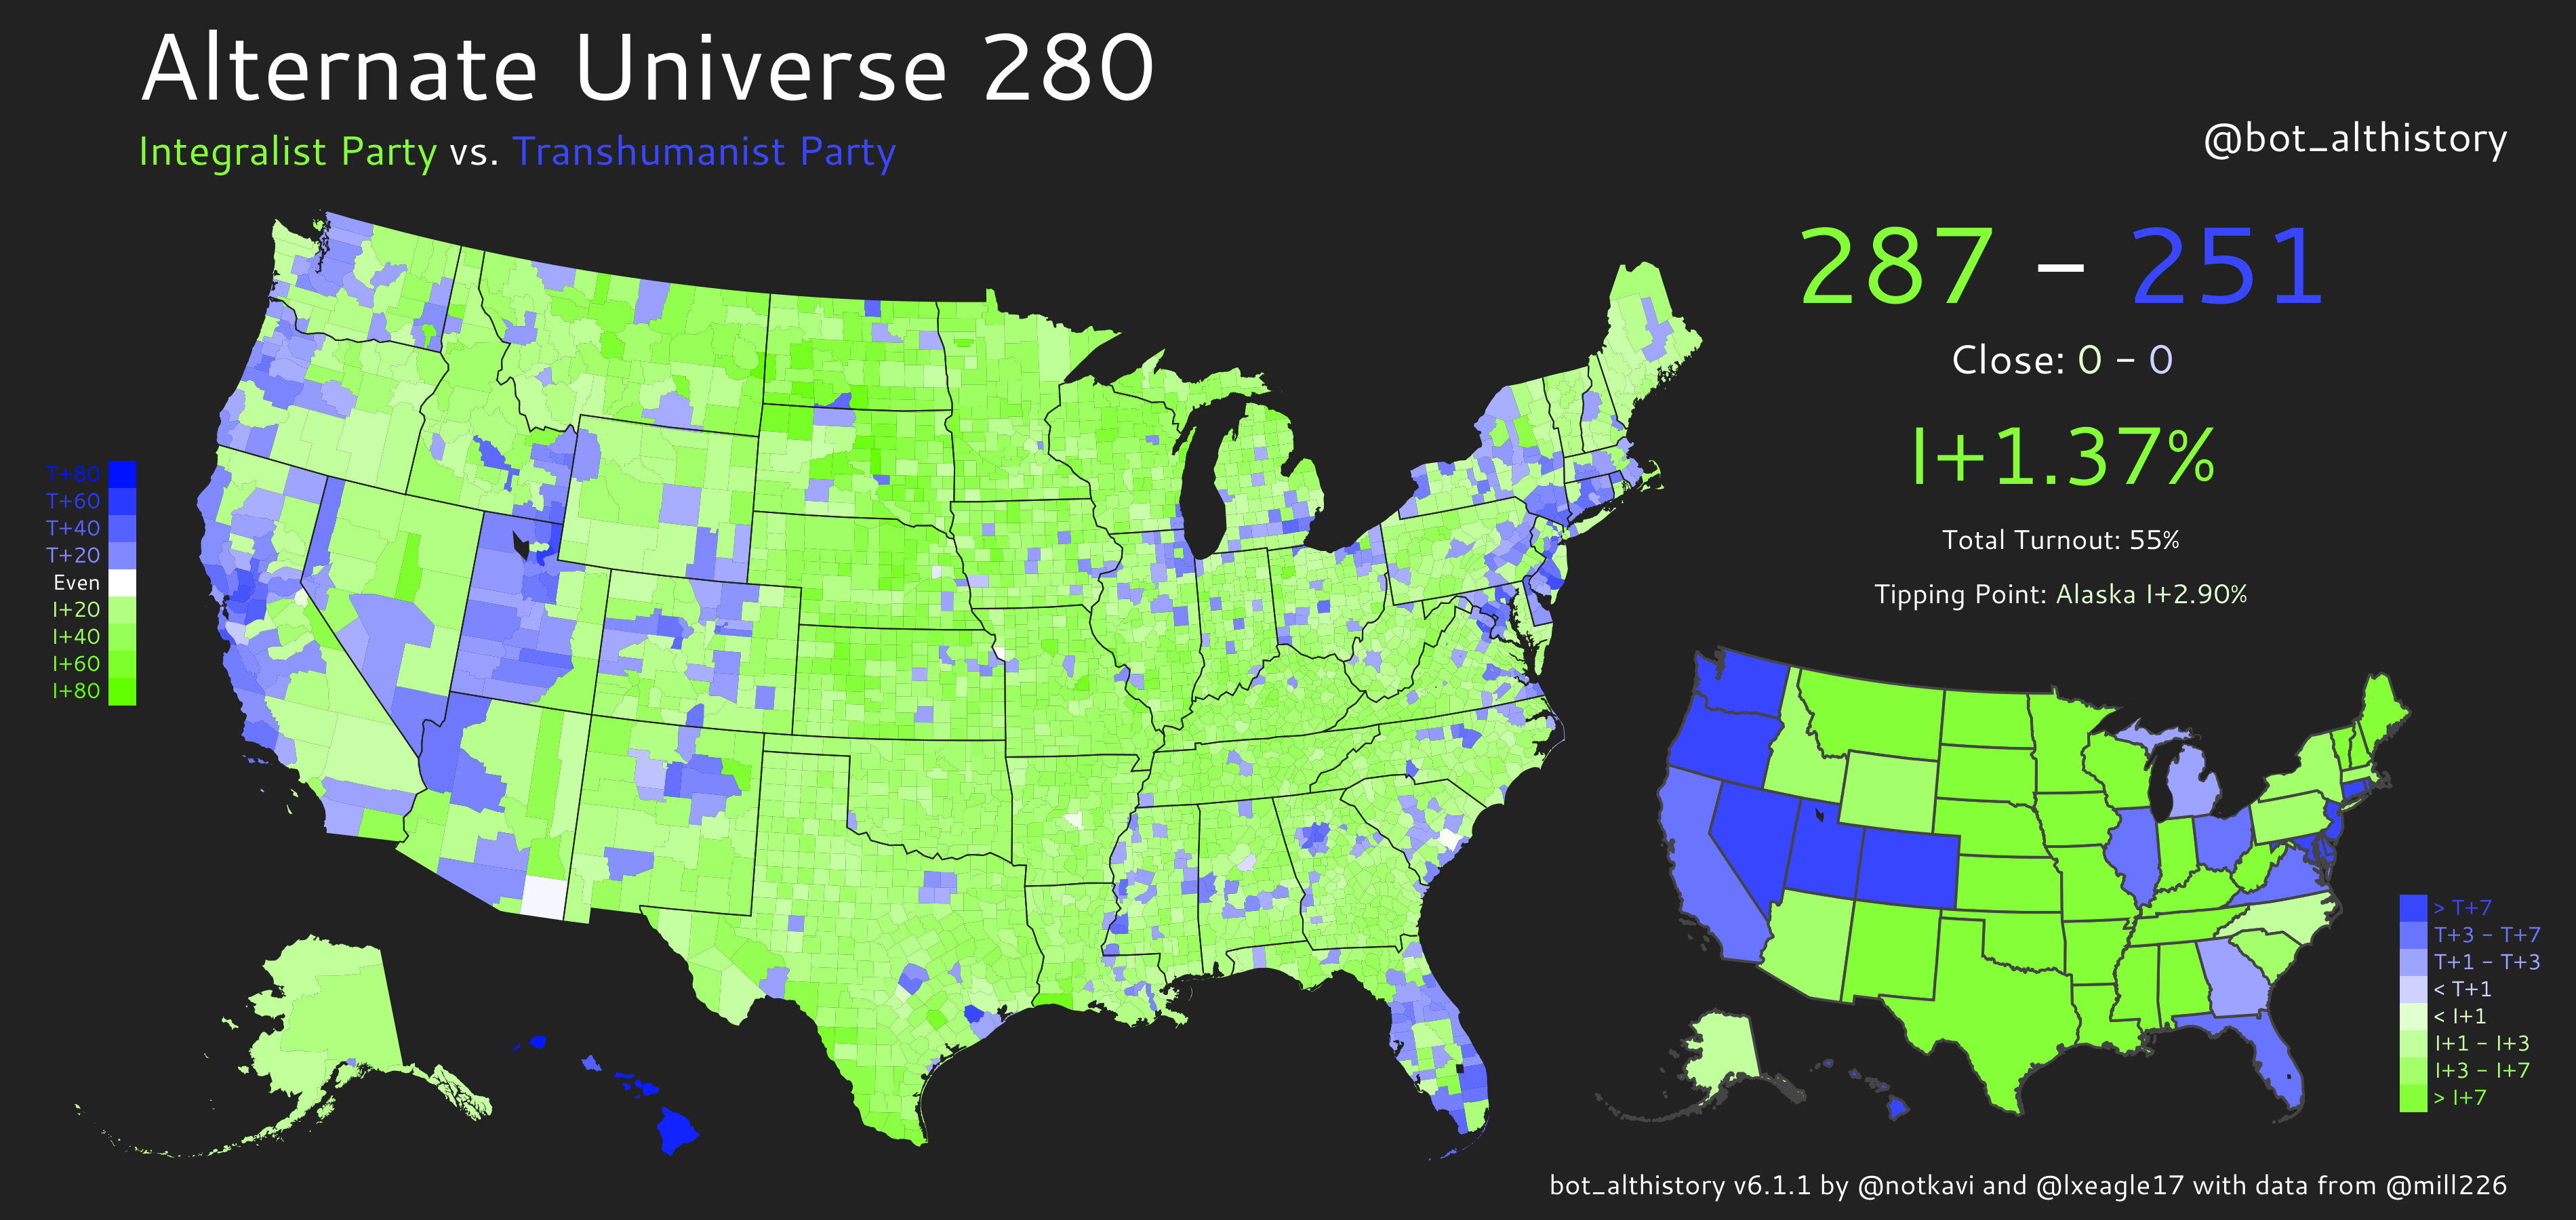 Alternate Universe 280
Integralist Party vs. Transhumanist Party
@bot_althistory
287 – 251
Close: 0 - 0
I+1.37%
Total Turnout: 55%
Tipping Point: Alaska I+2.90%
T+80
T+60
T+40
T+20
Even
I+20
I+40
I+60
I+80
> T+7
T+3 - T+7
T+1 - T+3
< T+1
< I+1
I+1 - I+3
I+3 - I+7
> I+7
bot_althistory v6.1.1 by @notkavi and @lxeagle17 with data from @mill226